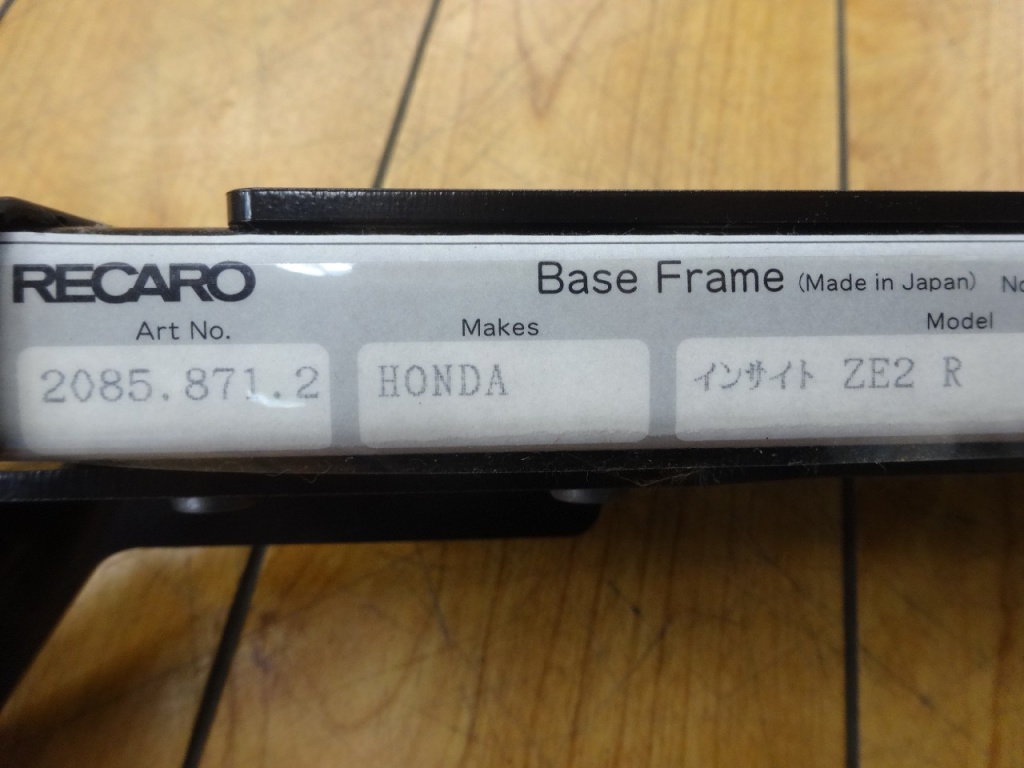 RECARO Base Frame (Made in Japan) No
Art No. Makes Model
2085.871.2 HONDA インサイト ZE2 R